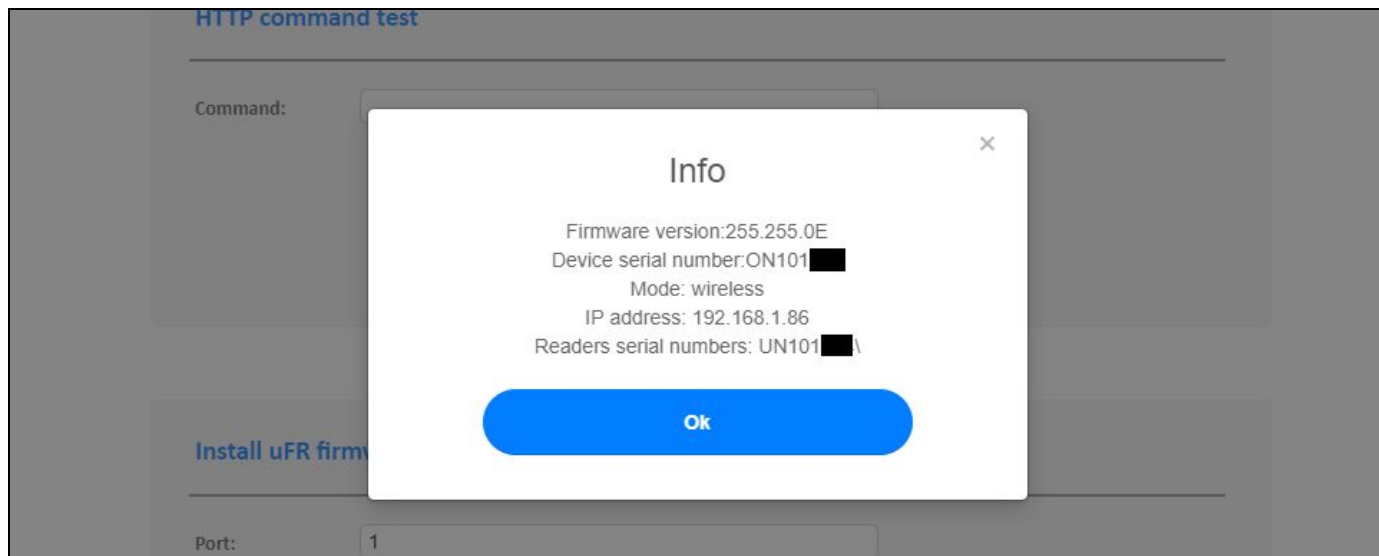 HTTP command test
Command:
×
Info
Firmware version:255.255.0E
Device serial number:ON101
Mode: wireless
IP address: 192.168.1.86
Readers serial numbers: UN101 \
Ok
Install uFR
Port:
1